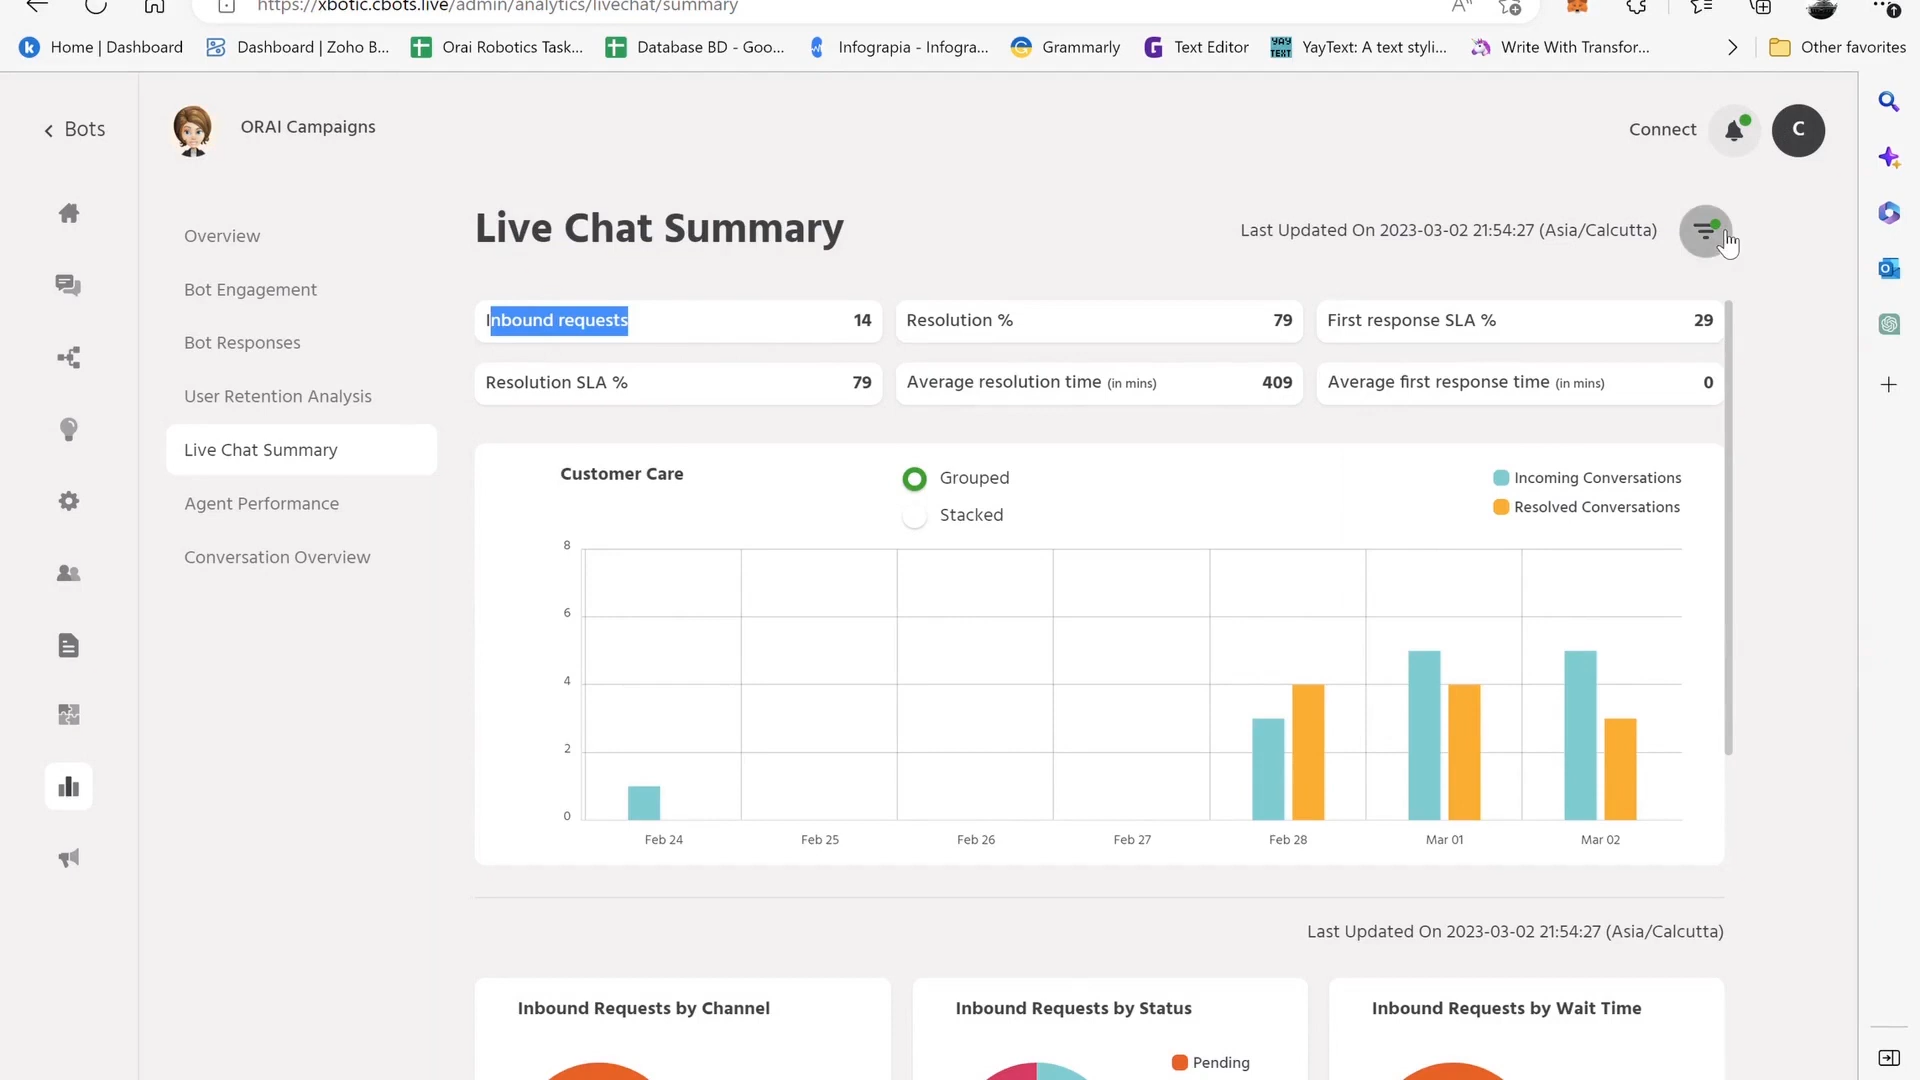 https://xbotic.cbots.live/admin/analytics/livechat/summary
Home | Dashboard
Dashboard | Zoho B...
Orai Robotics Task...
Database BD - Goo...
Infograpia - Infogra...
Grammarly
Text Editor
YAY TEXT
YayText: A text styli...
Write With Transfor...
Other favorites
Bots
ORAI Campaigns
Connect
C
Overview
Bot Engagement
Bot Responses
User Retention Analysis
Live Chat Summary
Agent Performance
Conversation Overview
Live Chat Summary
Last Updated On 2023-03-02 21:54:27 (Asia/Calcutta)
Inbound requests 14
Resolution % 79
First response SLA % 29
Resolution SLA % 79
Average resolution time (in mins) 409
Average first response time (in mins) 0
Customer Care
Grouped
Stacked
Incoming Conversations
Resolved Conversations
8
6
4
2
0
Feb 24 Feb 25 Feb 26 Feb 27 Feb 28 Mar 01 Mar 02
Last Updated On 2023-03-02 21:54:27 (Asia/Calcutta)
Inbound Requests by Channel
Inbound Requests by Status
Pending
Inbound Requests by Wait Time